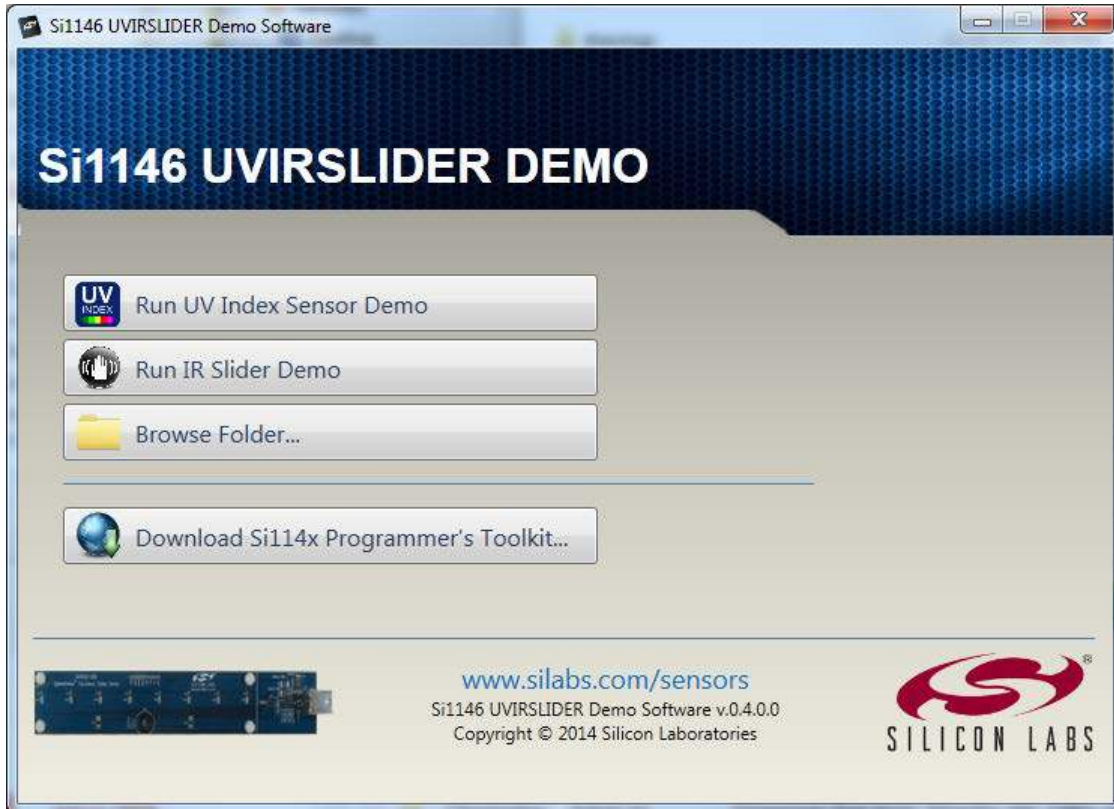 Si1146 UVIRSLIDER Demo Software
Si1146 UVIRSLIDER DEMO
UV
INDEX
Run UV Index Sensor Demo
Run IR Slider Demo
Browse Folder...
Download Si114x Programmer's Toolkit...
www.silabs.com/sensors
Si1146 UVIRSLIDER Demo Software v.0.4.0.0
Copyright © 2014 Silicon Laboratories
®
SILICON LABS